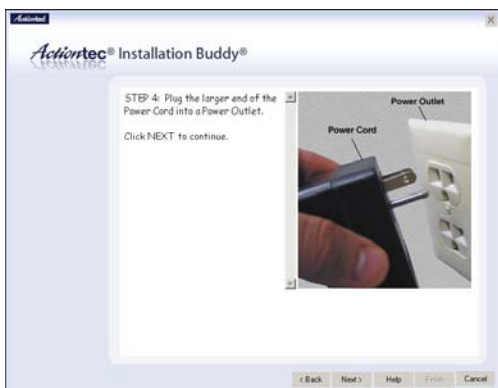 Actiontec
Actiontec® Installation Buddy®
STEP 4: Plug the larger end of the
Power Cord into a Power Outlet.
Click NEXT to continue.
Power Outlet
Power Cord
< Back Next > Help Finish Cancel